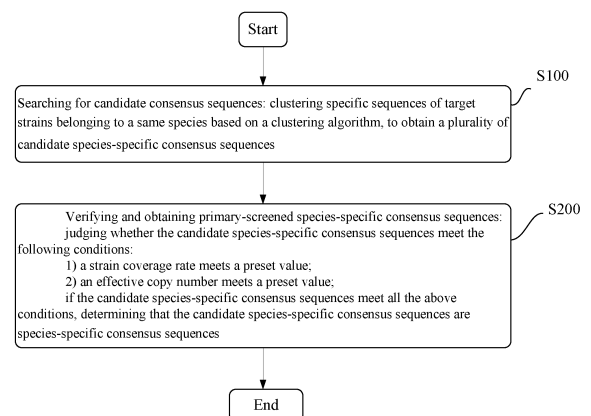 Start
S100
Searching for candidate consensus sequences: clustering specific sequences of target
strains belonging to a same species based on a clustering algorithm, to obtain a plurality of
candidate species-specific consensus sequences
S200
Verifying and obtaining primary-screened species-specific consensus sequences:
judging whether the candidate species-specific consensus sequences meet the
following conditions:
1) a strain coverage rate meets a preset value;
2) an effective copy number meets a preset value;
if the candidate species-specific consensus sequences meet all the above
conditions, determining that the candidate species-specific consensus sequences are
species-specific consensus sequences
End